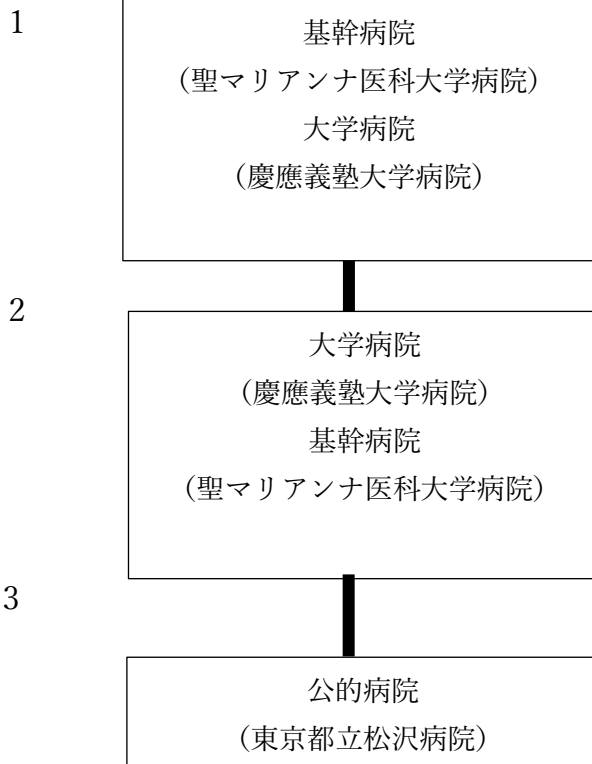 1
基幹病院
（聖マリアンナ医科大学病院）
大学病院
（慶應義塾大学病院）
2
大学病院
（慶應義塾大学病院）
基幹病院
（聖マリアンナ医科大学病院）
3
公的病院
（東京都立松沢病院）